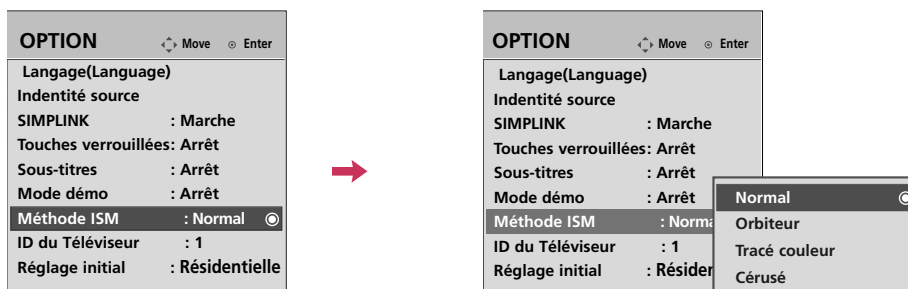 OPTION Move Enter
Langage(Language)
Indentité source
SIMPLINK : Marche
Touches verrouillées: Arrêt
Sous-titres : Arrêt
Mode démo : Arrêt
Méthode ISM : Normal
ID du Téléviseur : 1
Réglage initial : Résidentielle
OPTION Move Enter
Langage(Language)
Indentité source
SIMPLINK : Marche
Touches verrouillées: Arrêt
Sous-titres : Arrêt
Mode démo : Arrêt
Méthode ISM : Norma
ID du Téléviseur : 1
Réglage initial : Résider
Normal
Orbiteur
Tracé couleur
Cérusé